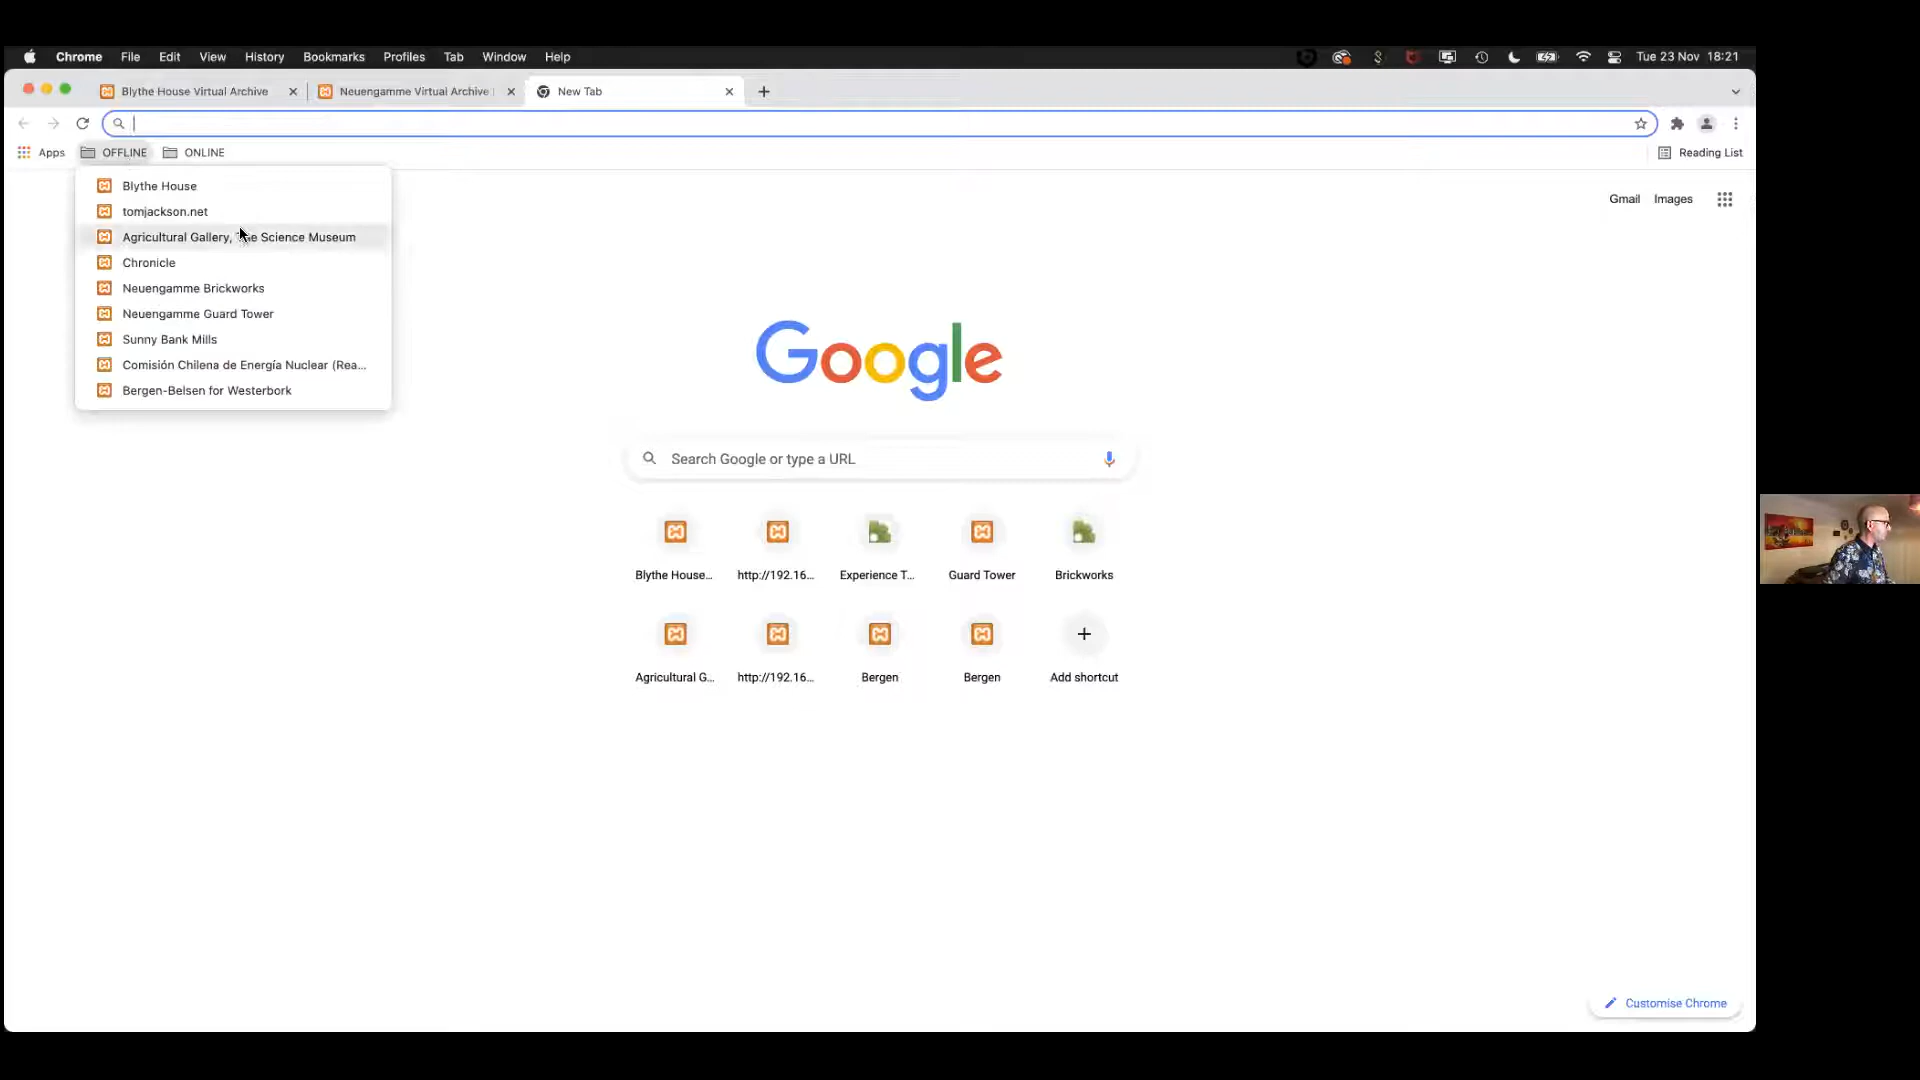 Chrome File Edit View History Bookmarks Profiles Tab Window Help Tue 23 Nov 18:21
Blythe House Virtual Archive Neuengamme Virtual Archive New Tab
Apps OFFLINE ONLINE Reading List
Blythe House
tomjackson.net
Agricultural Gallery, The Science Museum
Chronicle
Neuengamme Brickworks
Neuengamme Guard Tower
Sunny Bank Mills
Comisión Chilena de Energía Nuclear (Rea...
Bergen-Belsen for Westerbork
Gmail Images
Google
Search Google or type a URL
Blythe House... http://192.16... Experience T... Guard Tower Brickworks
Agricultural G... http://192.16... Bergen Bergen Add shortcut
Customise Chrome